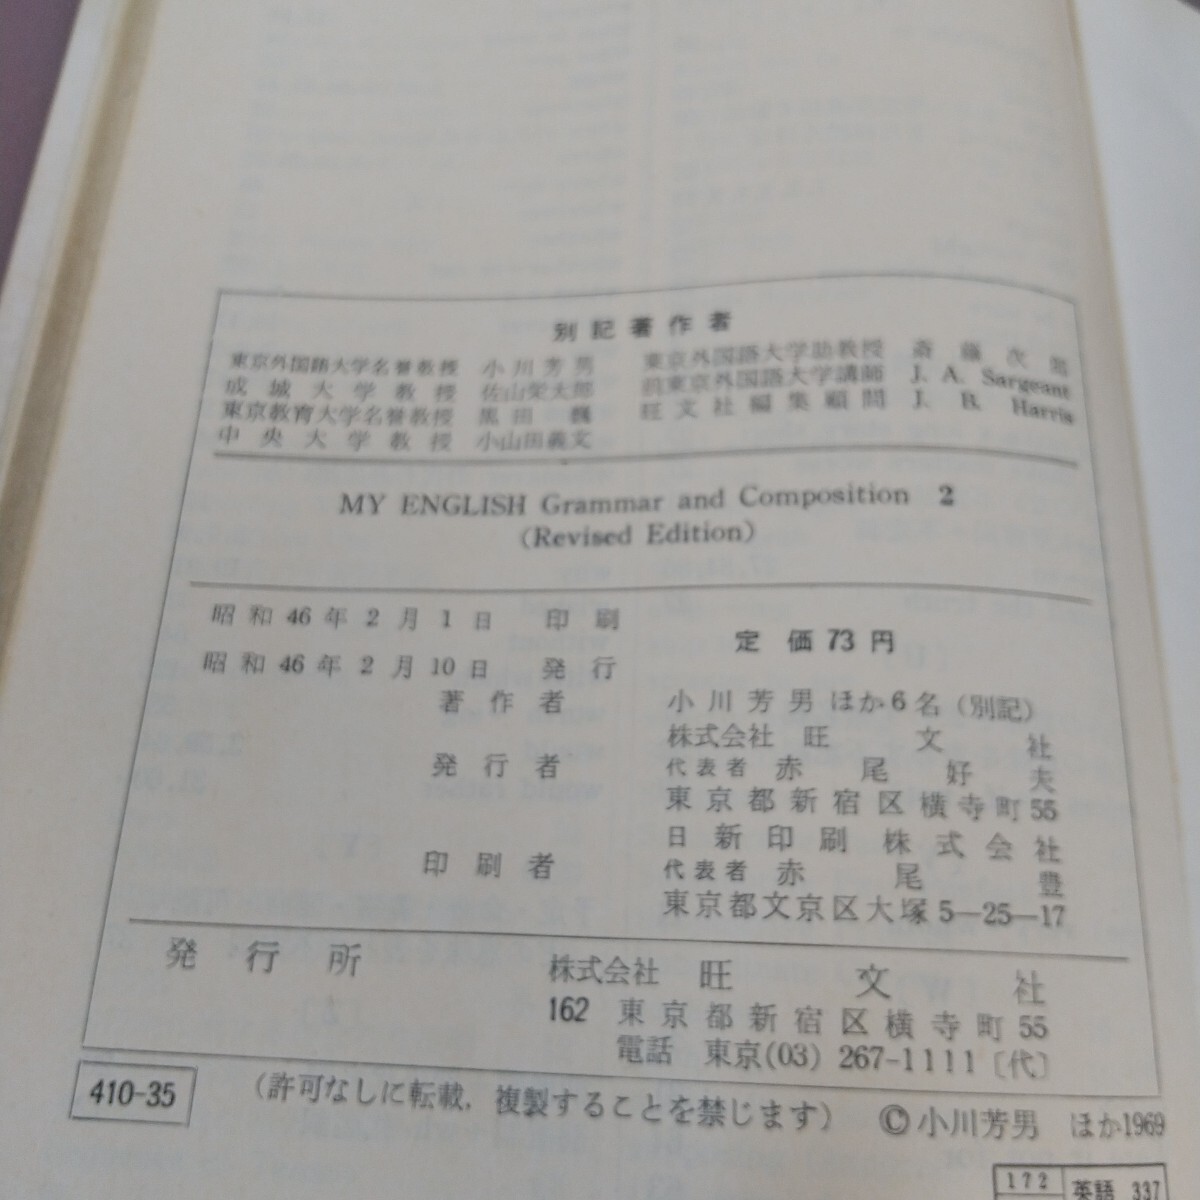 別記著作者
東京外国語大学名誉教授 小川芳男
成城大学教授 佐山栄太郎
東京教育大学名誉教授 黒田巍
中央大学教授 小山田義文
東京外国語大学助教授 斎藤次郎
前東京外国語大学講師 J. A. Sargeant
旺文社編集顧問 J. B. Harris
MY ENGLISH Grammar and Composition 2
(Revised Edition)
昭和46年2月1日 印刷
昭和46年2月10日 発行
定価73円
著作者 小川芳男 ほか6名(別記)
株式会社 旺文社
発行者 代表者 赤尾好夫
東京都新宿区横寺町55
日新印刷株式会社
印刷者 代表者 赤尾豊
東京都文京区大塚5-25-17
発行所 株式会社 旺文社
162 東京都新宿区横寺町55
電話 東京(03) 267-1111〔代〕
410-35 (許可なしに転載,複製することを禁じます) ©小川芳男 ほか1969
172 英語 337